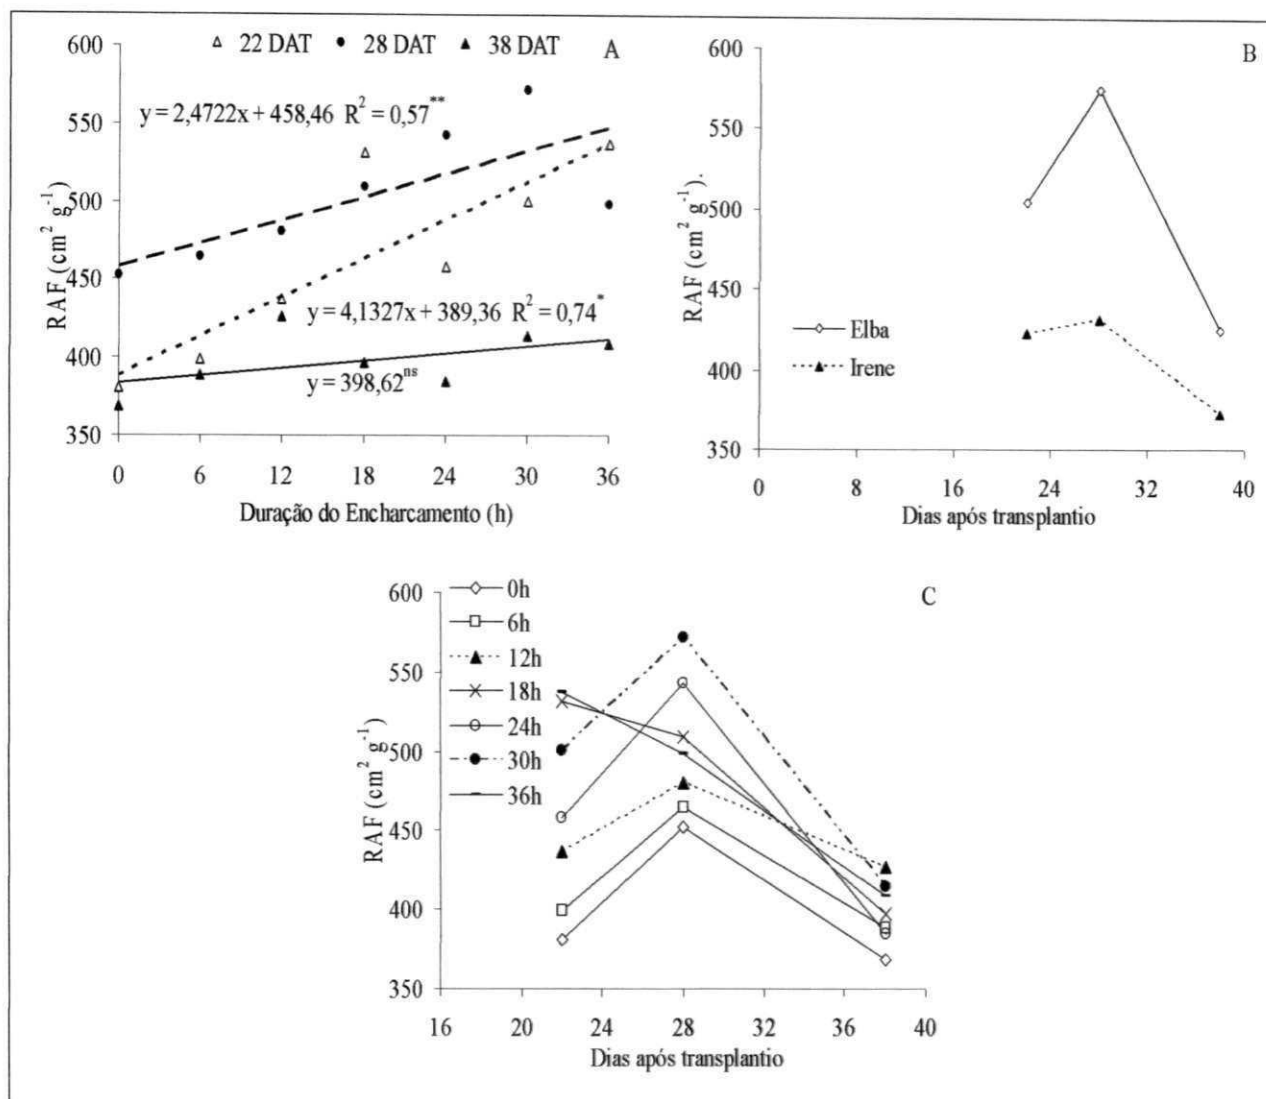 △ 22 DAT ● 28 DAT ▲ 38 DAT
A
600
550
500
450
400
350
RAF (cm² g⁻¹)
y = 2,4722x + 458,46 R² = 0,57**
y = 4,1327x + 389,36 R² = 0,74*
y = 398,62ns
0 6 12 18 24 30 36
Duração do Encharcamento (h)
B
600
550
500
450
400
350
RAF (cm² g⁻¹).
Elba
Irene
0 8 16 24 32 40
Dias após transplantio
C
600
550
500
450
400
350
RAF (cm² g⁻¹)
0h
6h
12h
18h
24h
30h
36h
16 20 24 28 32 36 40
Dias após transplantio